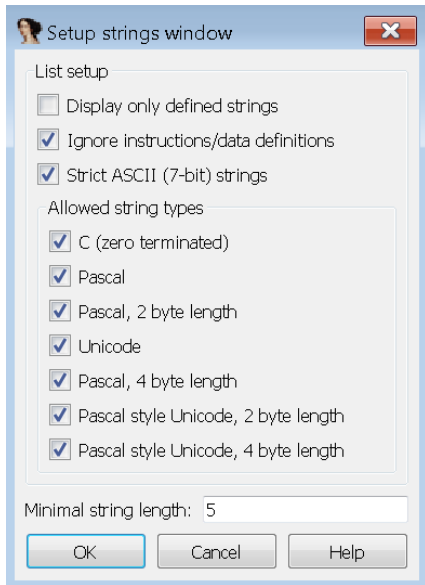 Setup strings window
List setup
Display only defined strings
Ignore instructions/data definitions
Strict ASCII (7-bit) strings
Allowed string types
C (zero terminated)
Pascal
Pascal, 2 byte length
Unicode
Pascal, 4 byte length
Pascal style Unicode, 2 byte length
Pascal style Unicode, 4 byte length
Minimal string length: 5
OK Cancel Help